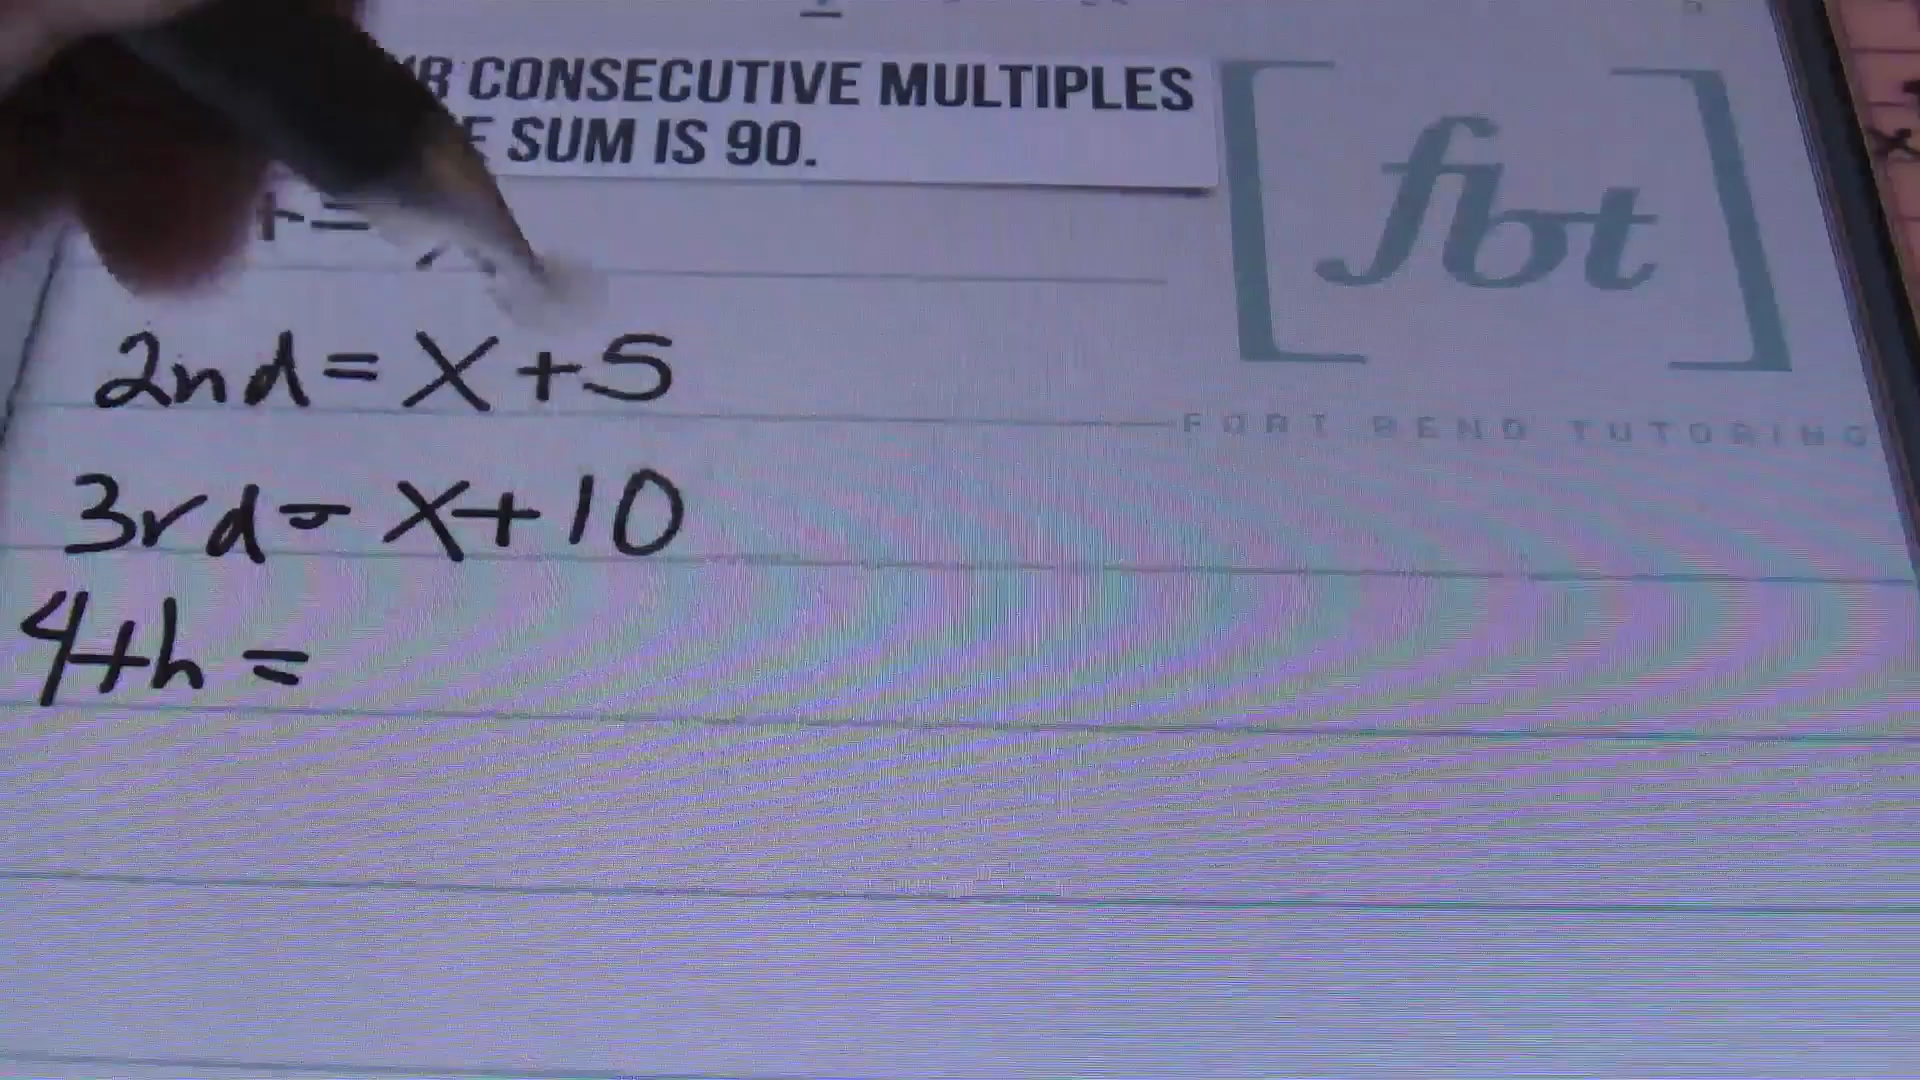 CONSECUTIVE MULTIPLES
SUM IS 90.
fbt
FORT BEND TUTORING
2nd = X + 5
3rd = X + 10
4th =